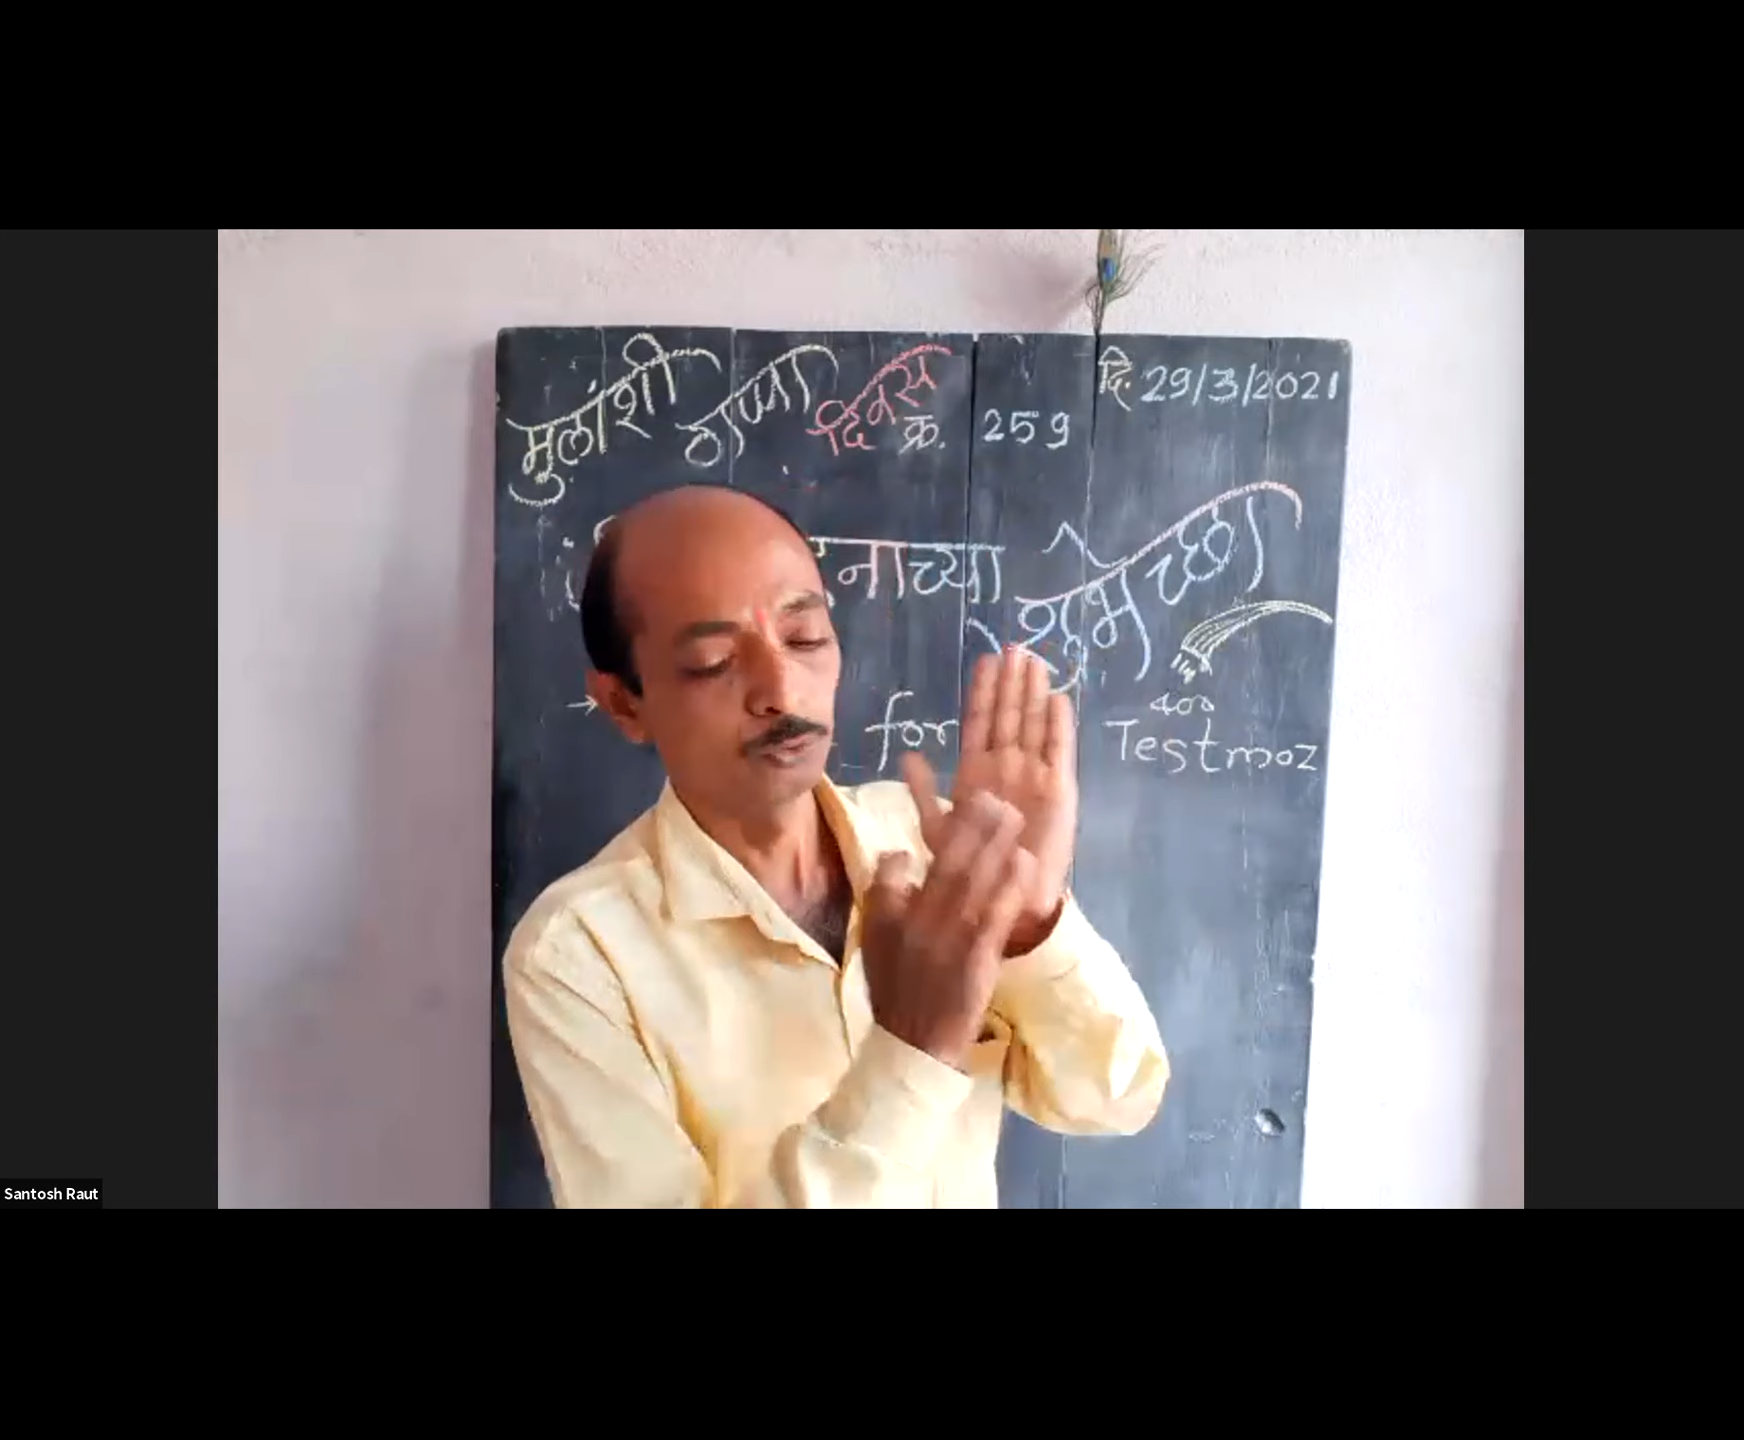 मुलांशी गप्पा दिवस क्र. 259 दि. 29/3/2021
नाच्या शुभेच्छा
→ for 400
Testmoz
Santosh Raut